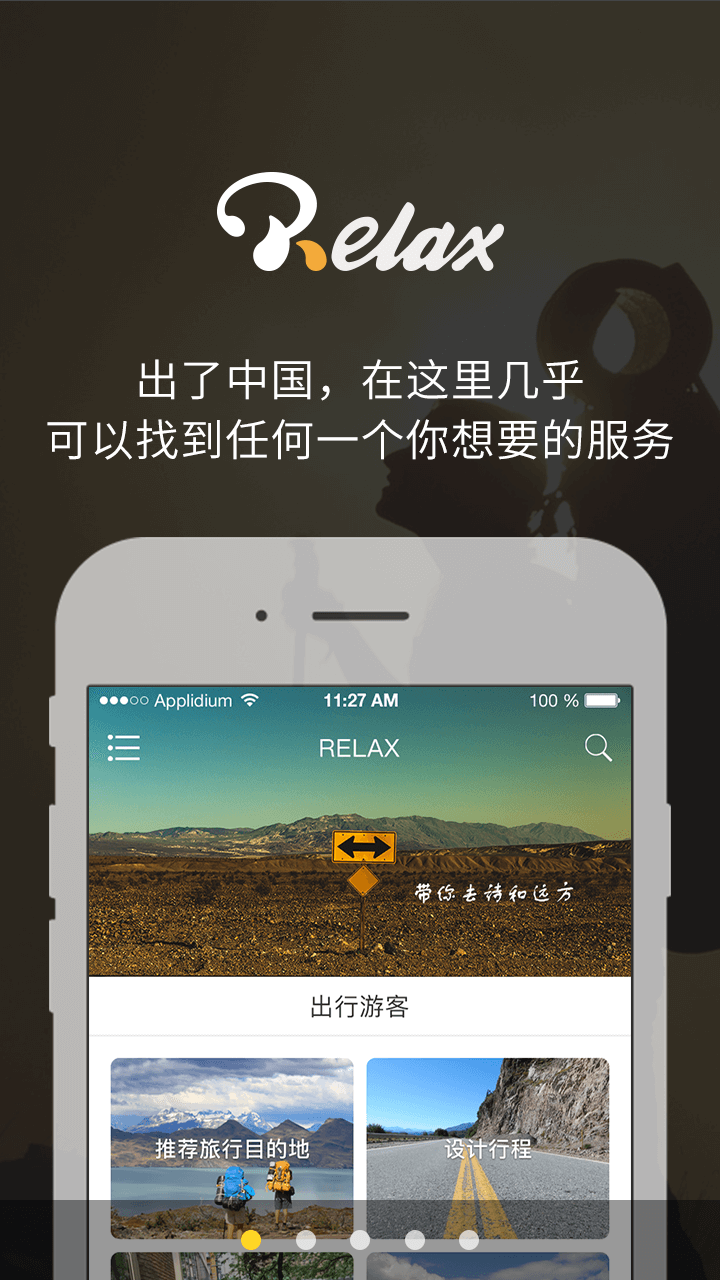 Relax
出了中国，在这里几乎
可以找到任何一个你想要的服务
Applidium 11:27 AM 100 %
RELAX
带你去诗和远方
出行游客
推荐旅行目的地
设计行程